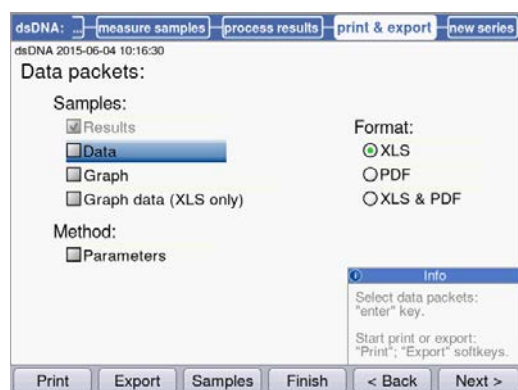 dsDNA: ... measure samples process results print & export new series
dsDNA 2015-06-04 10:16:30
Data packets:
Samples:
Results
Data
Graph
Graph data (XLS only)
Method:
Parameters
Format:
XLS
PDF
XLS & PDF
Info
Select data packets:
"enter" key.
Start print or export:
"Print"; "Export" softkeys.
Print Export Samples Finish < Back Next >